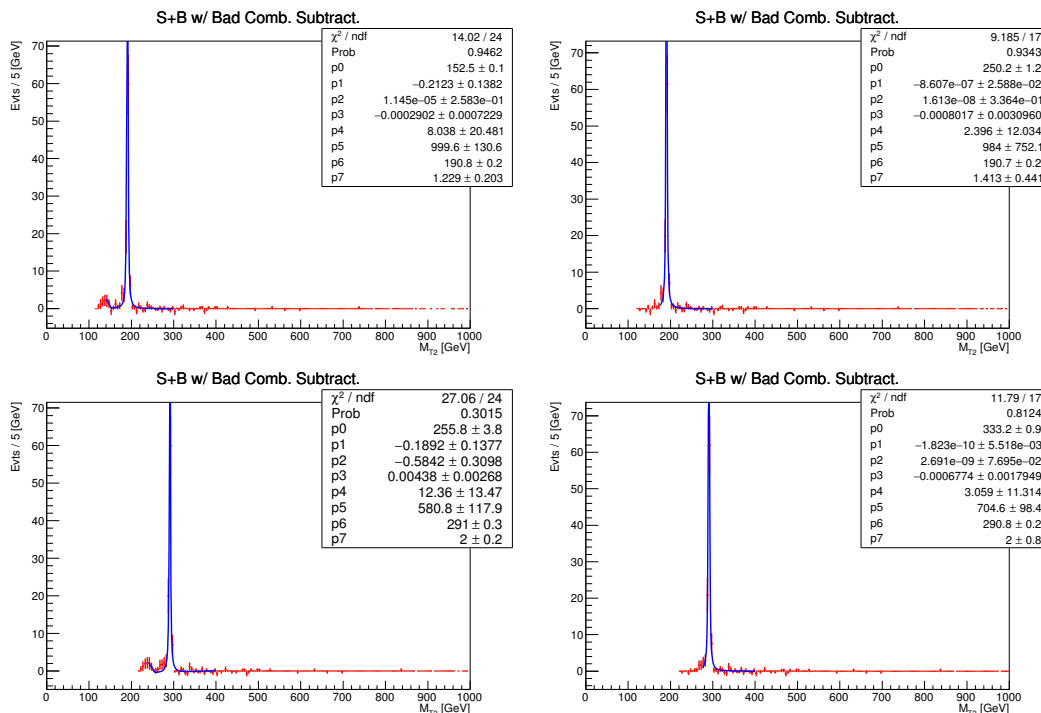 S+B w/ Bad Comb. Subtract.
χ² / ndf 14.02 / 24
Prob 0.9462
p0 152.5 ± 0.1
p1 −0.2123 ± 0.1382
p2 1.145e−05 ± 2.583e−01
p3 −0.0002902 ± 0.0007229
p4 8.038 ± 20.481
p5 999.6 ± 130.6
p6 190.8 ± 0.2
p7 1.229 ± 0.203
Evts / 5 [GeV]
70
60
50
40
30
20
10
0
0 100 200 300 400 500 600 700 800 900 1000
M_T2 [GeV]
S+B w/ Bad Comb. Subtract.
χ² / ndf 9.185 / 17
Prob 0.9343
p0 250.2 ± 1.2
p1 −8.607e−07 ± 2.588e−02
p2 1.613e−08 ± 3.364e−01
p3 −0.0008017 ± 0.0030960
p4 2.396 ± 12.034
p5 984 ± 752.1
p6 190.7 ± 0.2
p7 1.413 ± 0.441
Evts / 5 [GeV]
70
60
50
40
30
20
10
0
0 100 200 300 400 500 600 700 800 900 1000
M_T2 [GeV]
S+B w/ Bad Comb. Subtract.
χ² / ndf 27.06 / 24
Prob 0.3015
p0 255.8 ± 3.8
p1 −0.1892 ± 0.1377
p2 −0.5842 ± 0.3098
p3 0.00438 ± 0.00268
p4 12.36 ± 13.47
p5 580.8 ± 117.9
p6 291 ± 0.3
p7 2 ± 0.2
Evts / 5 [GeV]
70
60
50
40
30
20
10
0
0 100 200 300 400 500 600 700 800 900 1000
M_T2 [GeV]
S+B w/ Bad Comb. Subtract.
χ² / ndf 11.79 / 17
Prob 0.8124
p0 333.2 ± 0.9
p1 −1.823e−10 ± 5.518e−03
p2 2.691e−09 ± 7.695e−02
p3 −0.0006774 ± 0.0017949
p4 3.059 ± 11.314
p5 704.6 ± 98.4
p6 290.8 ± 0.2
p7 2 ± 0.8
Evts / 5 [GeV]
70
60
50
40
30
20
10
0
0 100 200 300 400 500 600 700 800 900 1000
M_T2 [GeV]